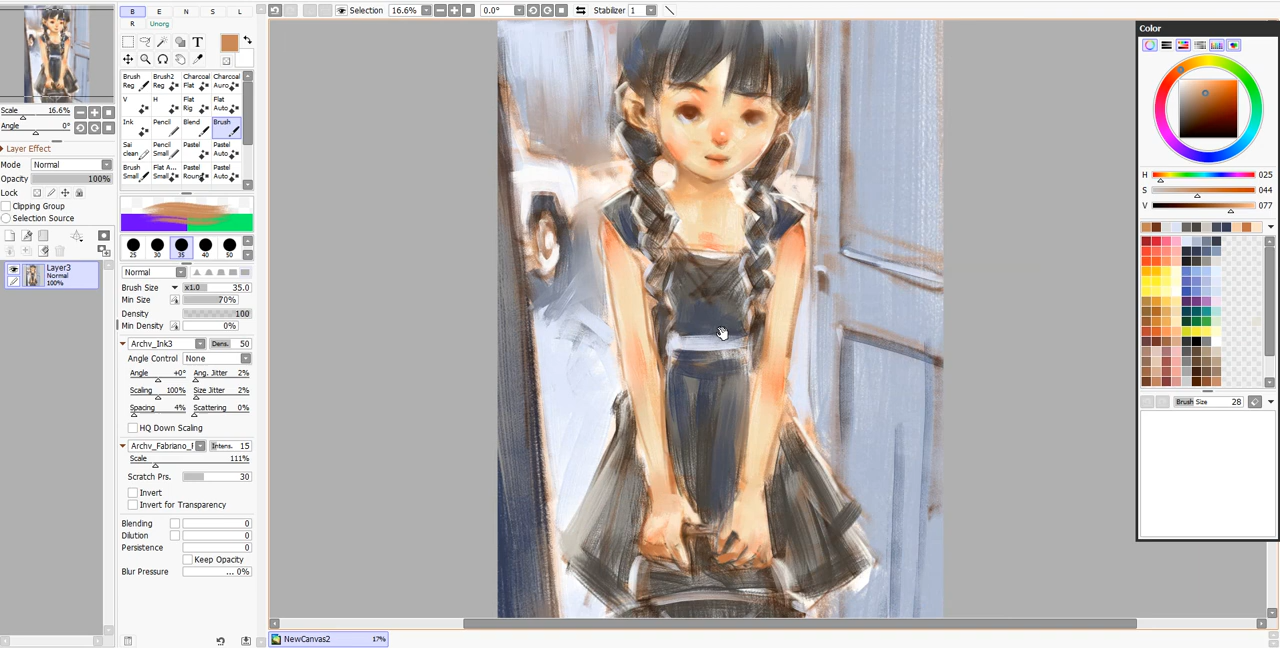 Selection 16.6% 0.0° Stabilizer 1
B E N S L
R Unorg
T
Scale 16.6%
Angle 0°
Layer Effect
Mode Normal
Opacity 100%
Lock
Clipping Group
Selection Source
Layer3
Normal
100%
Brush Reg
Brush2 Reg
Charcoal Flat
Charcoal Auro
V
H
Flat Rig
Flat Auto
Ink
Pencil
Blend
Brush
Sai clean
Pencil Small
Pastel
Pastel Auto
Brush Small
Flat A... Small
Pastel Round
Pastel
25 30 35 40 50
Normal
Brush Size x1.0 35.0
Min Size 70%
Density 100
Min Density 0%
Archv_Ink3 Dens. 50
Angle Control None
Angle +0° Ang. Jitter 2%
Scaling 100% Size Jitter 2%
Spacing 4% Scattering 0%
HQ Down Scaling
Archv_Fabriano_ Intens. 15
Scale 111%
Scratch Prs. 30
Invert
Invert for Transparency
Blending 0
Dilution 0
Persistence 0
Keep Opacity
Blur Pressure ... 0%
Color
H 025
S 044
V 077
Brush Size 28
NewCanvas2 17%